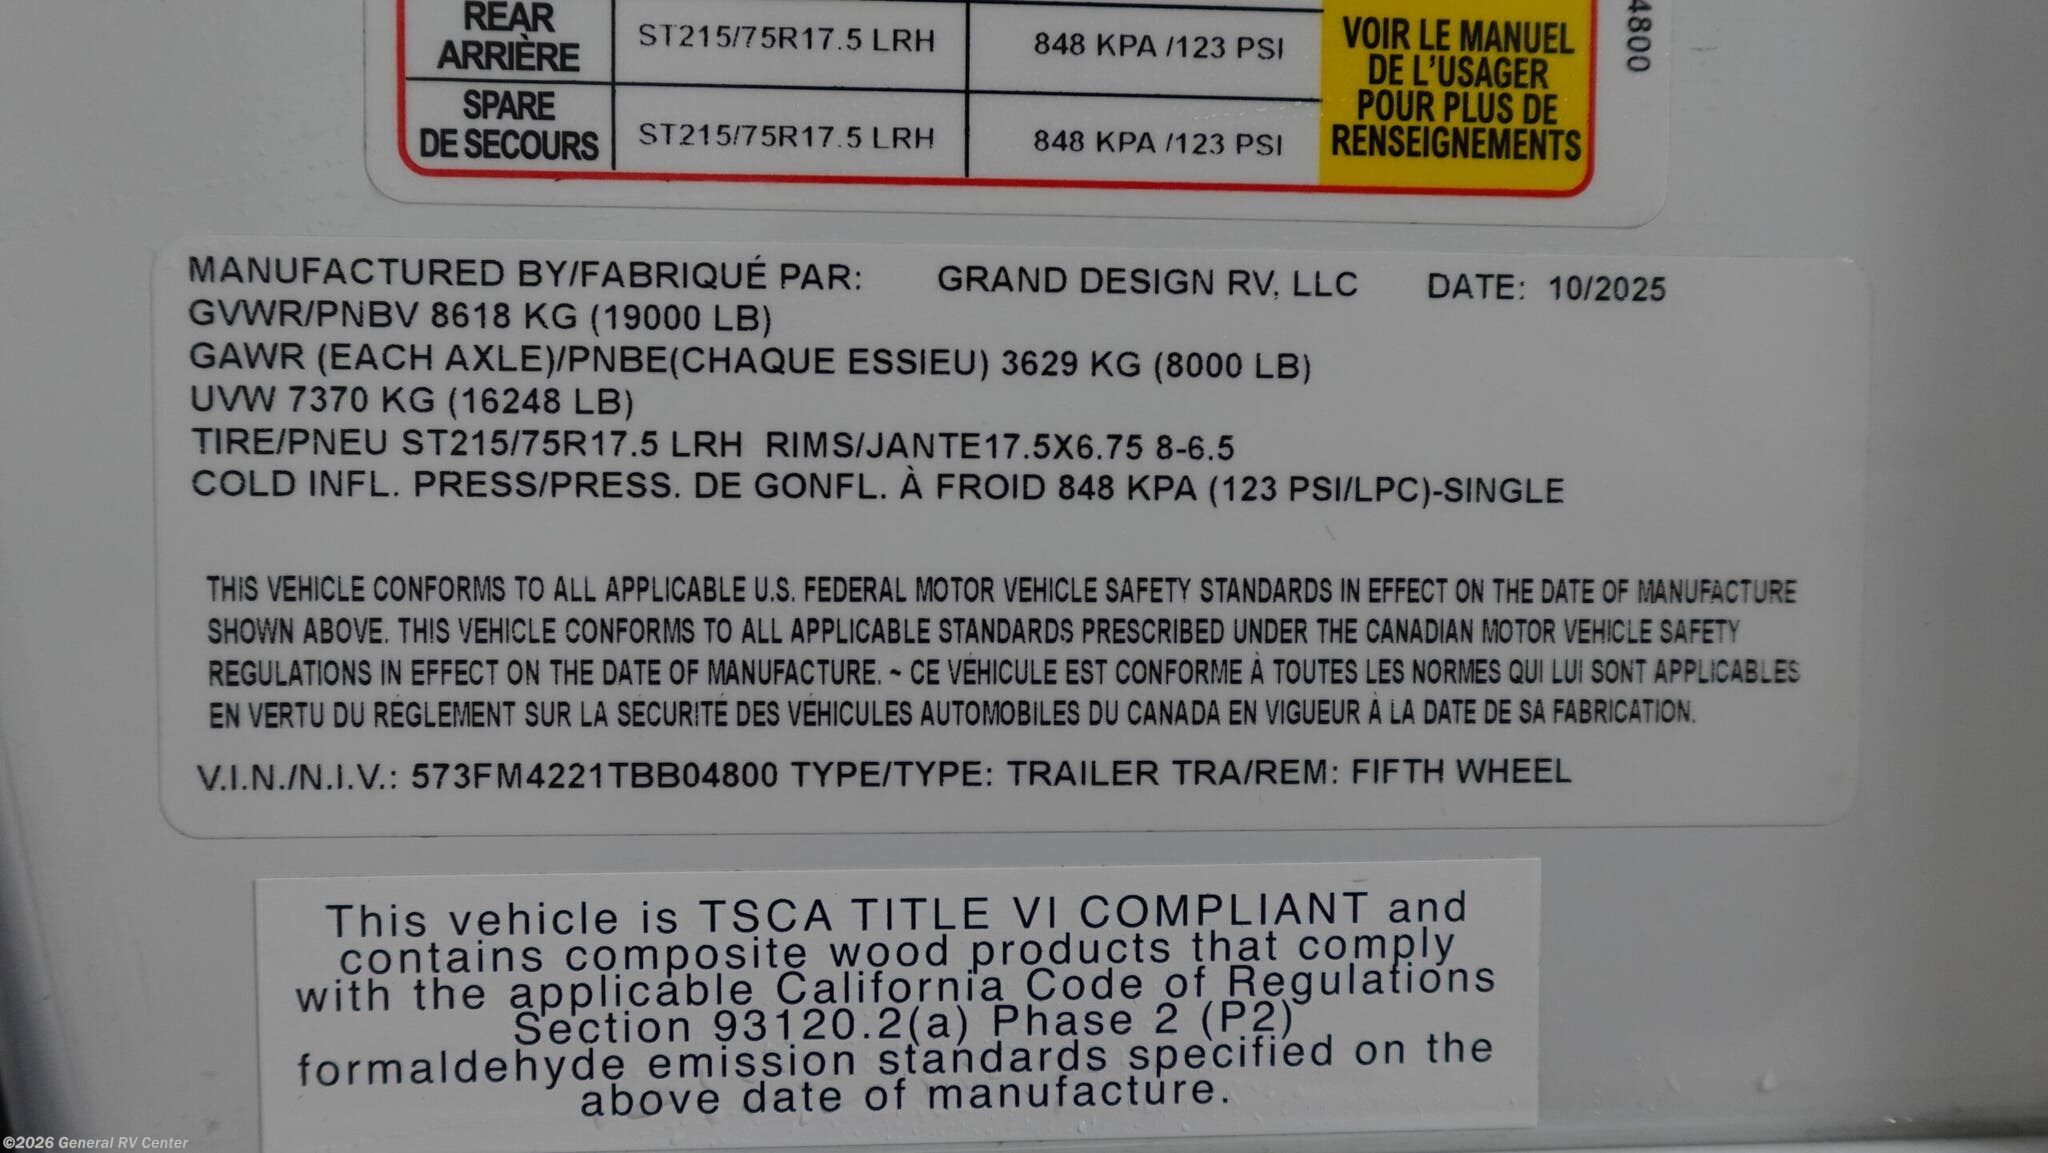 REAR
ARRIÈRE
ST215/75R17.5 LRH
848 KPA /123 PSI
SPARE
DE SECOURS
ST215/75R17.5 LRH
848 KPA /123 PSI
VOIR LE MANUEL
DE L'USAGER
POUR PLUS DE
RENSEIGNEMENTS
4800
MANUFACTURED BY/FABRIQUÉ PAR: GRAND DESIGN RV, LLC DATE: 10/2025
GVWR/PNBV 8618 KG (19000 LB)
GAWR (EACH AXLE)/PNBE(CHAQUE ESSIEU) 3629 KG (8000 LB)
UVW 7370 KG (16248 LB)
TIRE/PNEU ST215/75R17.5 LRH RIMS/JANTE17.5X6.75 8-6.5
COLD INFL. PRESS/PRESS. DE GONFL. À FROID 848 KPA (123 PSI/LPC)-SINGLE
THIS VEHICLE CONFORMS TO ALL APPLICABLE U.S. FEDERAL MOTOR VEHICLE SAFETY STANDARDS IN EFFECT ON THE DATE OF MANUFACTURE
SHOWN ABOVE. THIS VEHICLE CONFORMS TO ALL APPLICABLE STANDARDS PRESCRIBED UNDER THE CANADIAN MOTOR VEHICLE SAFETY
REGULATIONS IN EFFECT ON THE DATE OF MANUFACTURE. ~ CE VÉHICULE EST CONFORME À TOUTES LES NORMES QUI LUI SONT APPLICABLES
EN VERTU DU RÈGLEMENT SUR LA SÉCURITÉ DES VÉHICULES AUTOMOBILES DU CANADA EN VIGUEUR À LA DATE DE SA FABRICATION.
V.I.N./N.I.V.: 573FM4221TBB04800 TYPE/TYPE: TRAILER TRA/REM: FIFTH WHEEL
This vehicle is TSCA TITLE VI COMPLIANT and
contains composite wood products that comply
with the applicable California Code of Regulations
Section 93120.2(a) Phase 2 (P2)
formaldehyde emission standards specified on the
above date of manufacture.
©2026 General RV Center